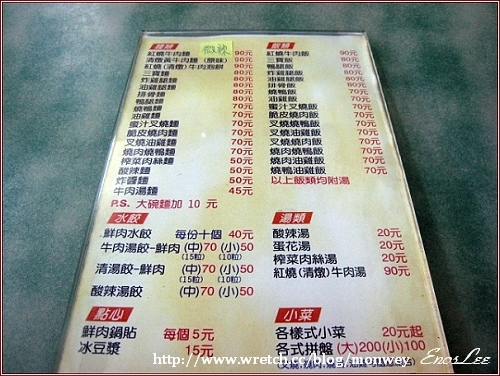 麵類 微辣
紅燒牛肉麵 90元
清燉黃牛肉麵(原味) 90元
紅燒(清燉)牛肉泡餅 90元
三寶麵 80元
炸雞腿麵 80元
油雞腿麵 80元
排骨麵 80元
鴨腿麵 80元
燒鴨麵 70元
油雞麵 70元
蜜汁叉燒麵 70元
脆皮燒肉麵 70元
叉燒油雞麵 70元
燒肉燒鴨麵 70元
榨菜肉絲麵 50元
酸辣麵 50元
炸醬麵 50元
牛肉湯麵 45元
P.S. 大碗麵加 10 元
飯類
紅燒牛肉飯 90元
三寶飯 80元
鴨腿飯 80元
炸雞腿飯 80元
油雞腿飯 80元
排骨飯 80元
油雞飯 70元
蜜汁叉燒飯 70元
脆皮燒肉飯 70元
叉燒燒鴨飯 70元
叉燒油雞飯 70元
叉燒燒肉飯 70元
燒肉燒鴨飯 70元
燒肉油雞飯 70元
燒鴨油雞飯 70元
以上飯類均附湯
水餃
鮮肉水餃 每份十個 40元
牛肉湯餃-鮮肉 (中)70 (小)50
(15粒) (10粒)
清湯餃-鮮肉 (中)70 (小)50
(15粒) (10粒)
酸辣湯餃 (中)70 (小)50
湯類
酸辣湯 20元
蛋花湯 20元
榨菜肉絲湯 20元
紅燒(清燉)牛肉湯 90元
點心
鮮肉鍋貼 每個5元
冰豆漿 15元
小菜
各樣式小菜 20元起
各式拼盤 (大)200(小)100
http://www.wretch.cc/blog/monwey EnosLee